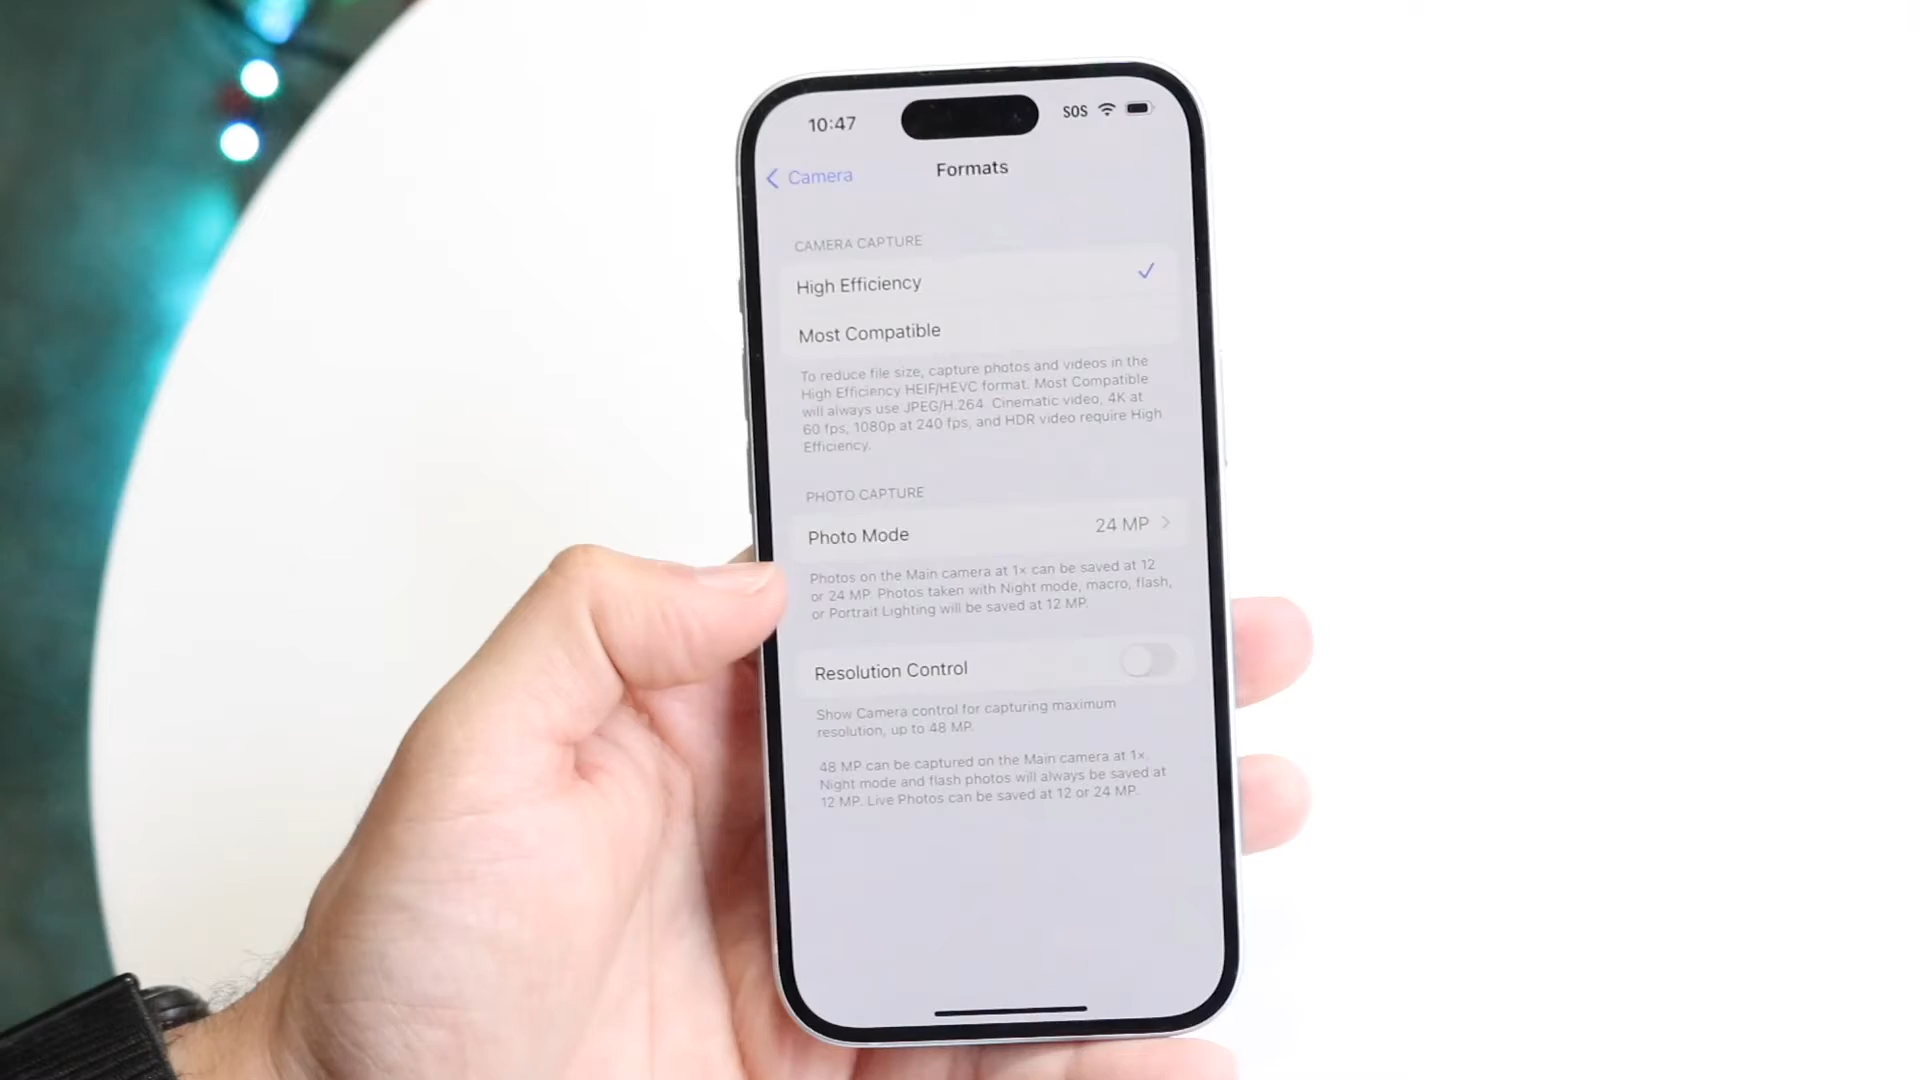 10:47
SOS
Camera
Formats
CAMERA CAPTURE
High Efficiency
Most Compatible
To reduce file size, capture photos and videos in the
High Efficiency HEIF/HEVC format. Most Compatible
will always use JPEG/H.264. Cinematic video, 4K at
60 fps, 1080p at 240 fps, and HDR video require High
Efficiency.
PHOTO CAPTURE
Photo Mode 24 MP
Photos on the Main camera at 1x can be saved at 12
or 24 MP. Photos taken with Night mode, macro, flash,
or Portrait Lighting will be saved at 12 MP.
Resolution Control
Show Camera control for capturing maximum
resolution, up to 48 MP.
48 MP can be captured on the Main camera at 1x.
Night mode and flash photos will always be saved at
12 MP. Live Photos can be saved at 12 or 24 MP.